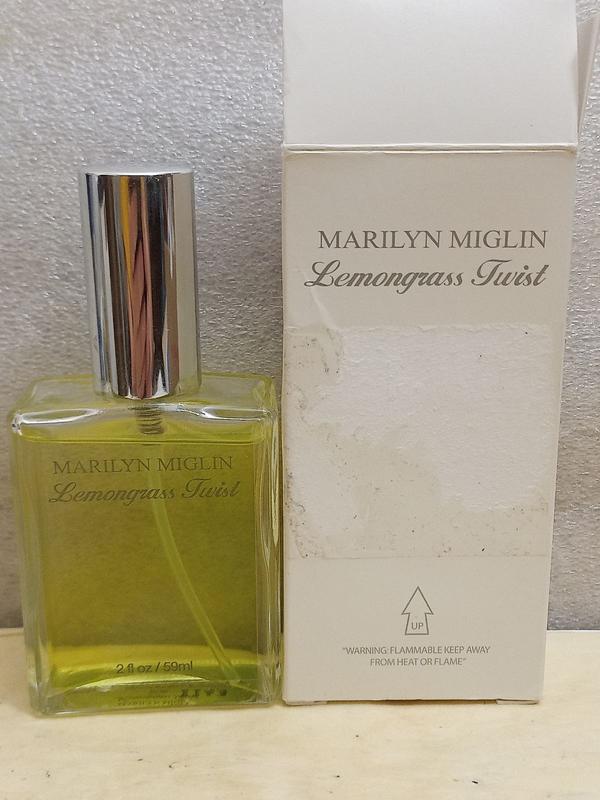 MARILYN MIGLIN
Lemongrass Twist
2 fl oz / 59ml
MARILYN MIGLIN
Lemongrass Twist
UP
"WARNING: FLAMMABLE KEEP AWAY
FROM HEAT OR FLAME"